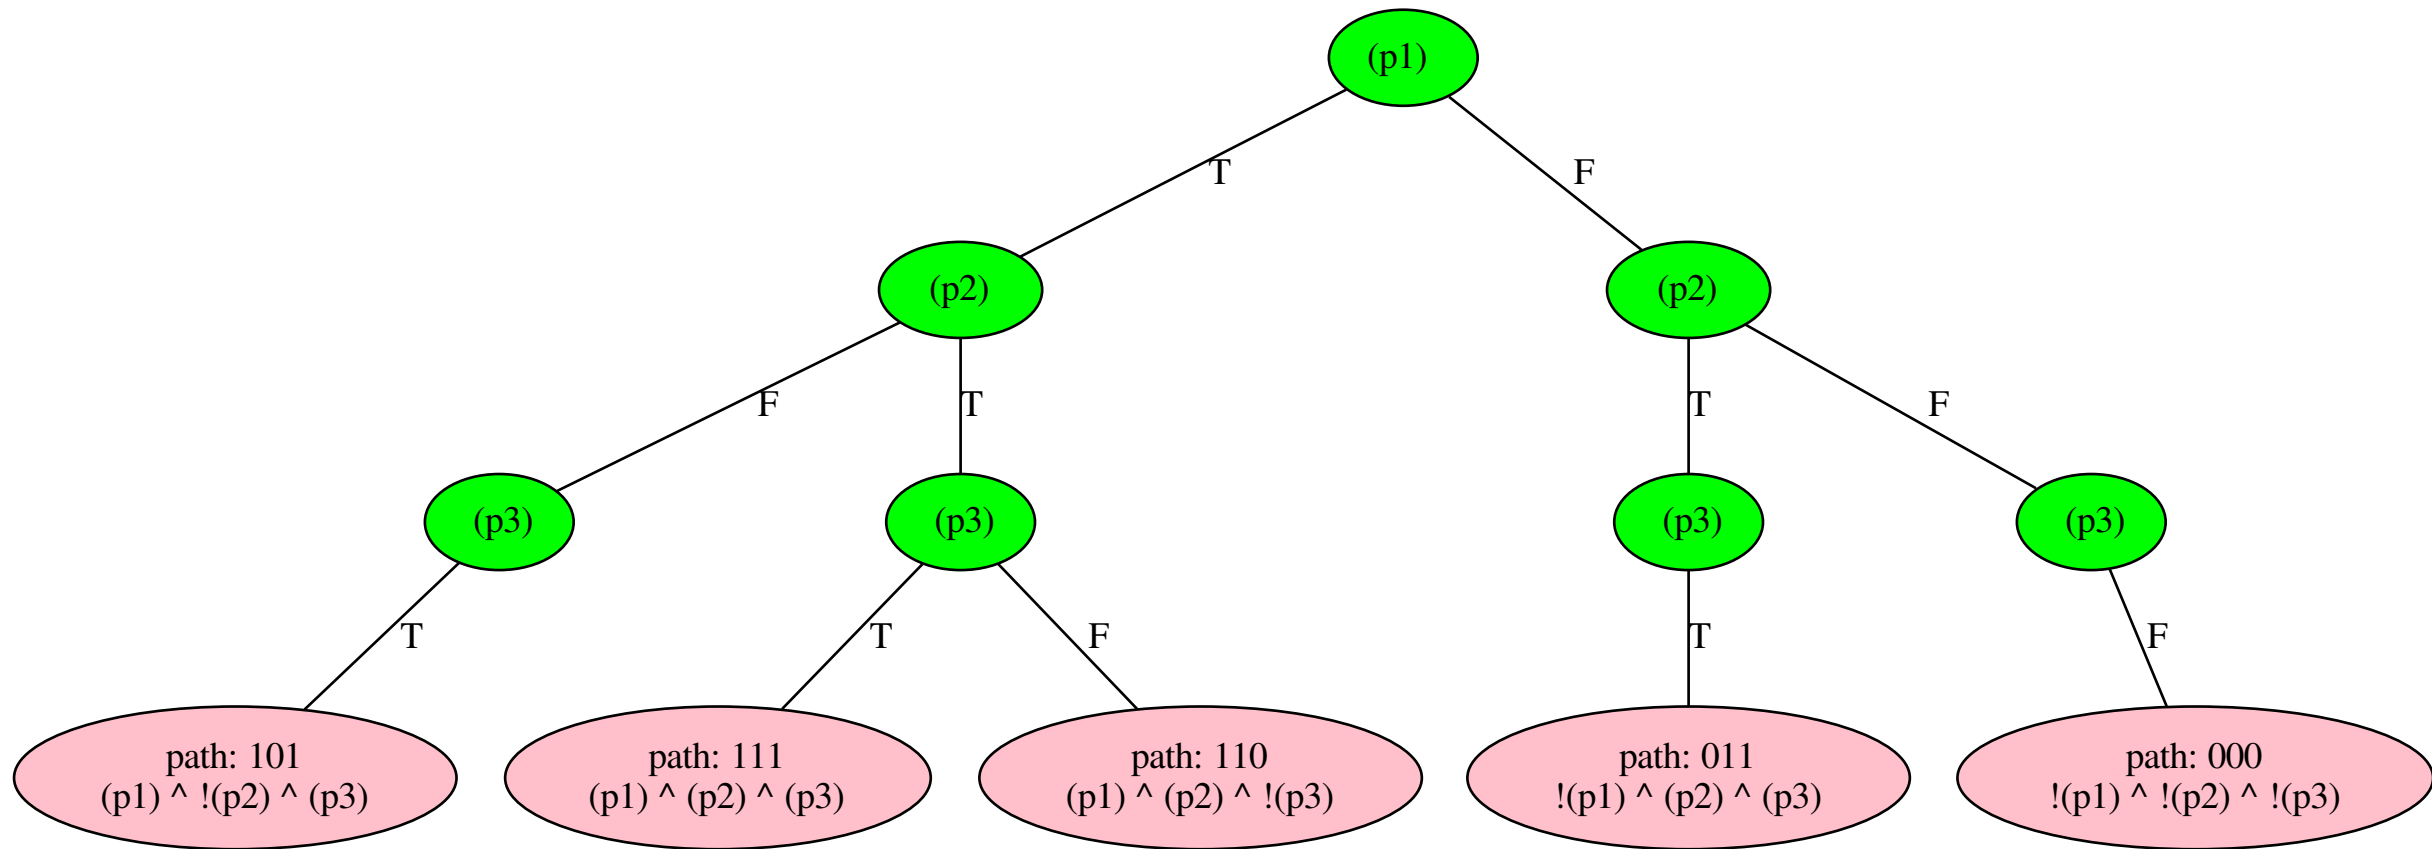 (p1)
T
F
(p2)
(p2)
F
T
T
F
(p3)
(p3)
(p3)
(p3)
T
T
F
T
F
path: 101
(p1) ^ !(p2) ^ (p3)
path: 111
(p1) ^ (p2) ^ (p3)
path: 110
(p1) ^ (p2) ^ !(p3)
path: 011
!(p1) ^ (p2) ^ (p3)
path: 000
!(p1) ^ !(p2) ^ !(p3)